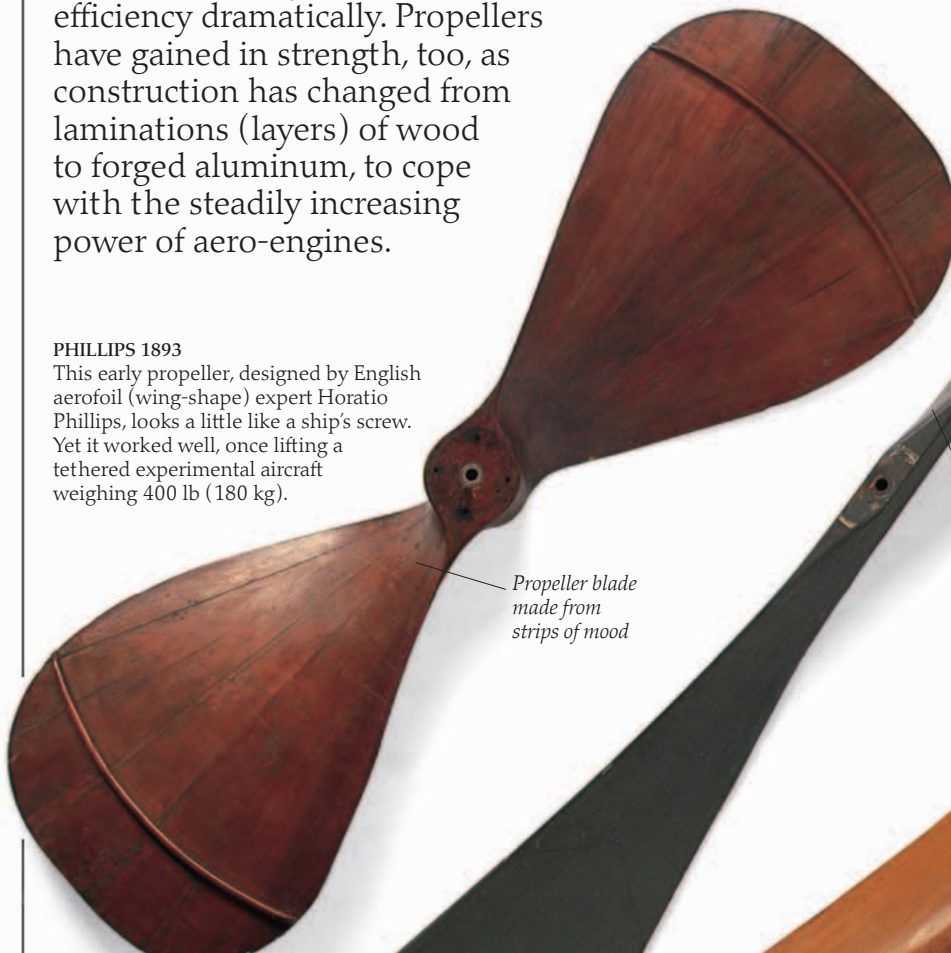 efficiency dramatically. Propellers
have gained in strength, too, as
construction has changed from
laminations (layers) of wood
to forged aluminum, to cope
with the steadily increasing
power of aero-engines.
PHILLIPS 1893
This early propeller, designed by English
aerofoil (wing-shape) expert Horatio
Phillips, looks a little like a ship's screw.
Yet it worked well, once lifting a
tethered experimental aircraft
weighing 400 lb (180 kg).
Propeller blade
made from
strips of mood